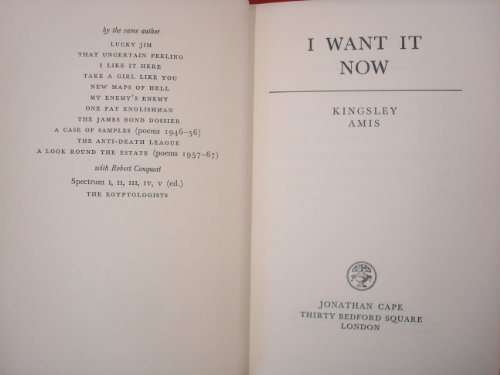 by the same author
LUCKY JIM
THAT UNCERTAIN FEELING
I LIKE IT HERE
TAKE A GIRL LIKE YOU
NEW MAPS OF HELL
MY ENEMY'S ENEMY
ONE FAT ENGLISHMAN
THE JAMES BOND DOSSIER
A CASE OF SAMPLES (poems 1946–56)
THE ANTI-DEATH LEAGUE
A LOOK ROUND THE ESTATE (poems 1957–67)
with Robert Conquest
Spectrum I, II, III, IV, V (ed.)
THE EGYPTOLOGISTS
I WANT IT
NOW
KINGSLEY
AMIS
JONATHAN CAPE
THIRTY BEDFORD SQUARE
LONDON